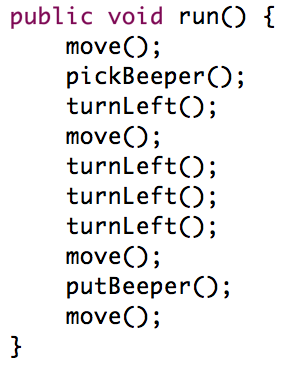 public void run() {
move();
pickBeeper();
turnLeft();
move();
turnLeft();
turnLeft();
turnLeft();
move();
putBeeper();
move();
}